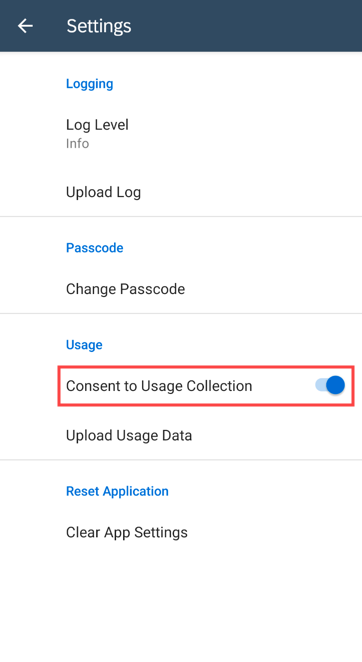 Settings
Logging
Log Level
Info
Upload Log
Passcode
Change Passcode
Usage
Consent to Usage Collection
Upload Usage Data
Reset Application
Clear App Settings